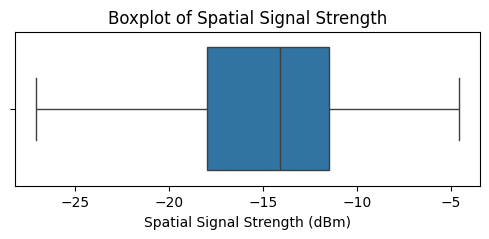 Boxplot of Spatial Signal Strength
−25 −20 −15 −10 −5
Spatial Signal Strength (dBm)